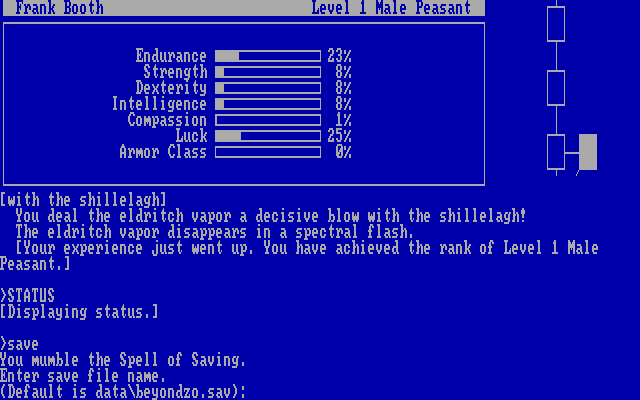 Frank Booth Level 1 Male Peasant
Endurance 23%
Strength 8%
Dexterity 8%
Intelligence 8%
Compassion 1%
Luck 25%
Armor Class 0%
[with the shillelagh]
You deal the eldritch vapor a decisive blow with the shillelagh!
The eldritch vapor disappears in a spectral flash.
[Your experience just went up. You have achieved the rank of Level 1 Male
Peasant.]
>STATUS
[Displaying status.]
>save
You mumble the Spell of Saving.
Enter save file name.
(Default is data\beyondzo.sav):